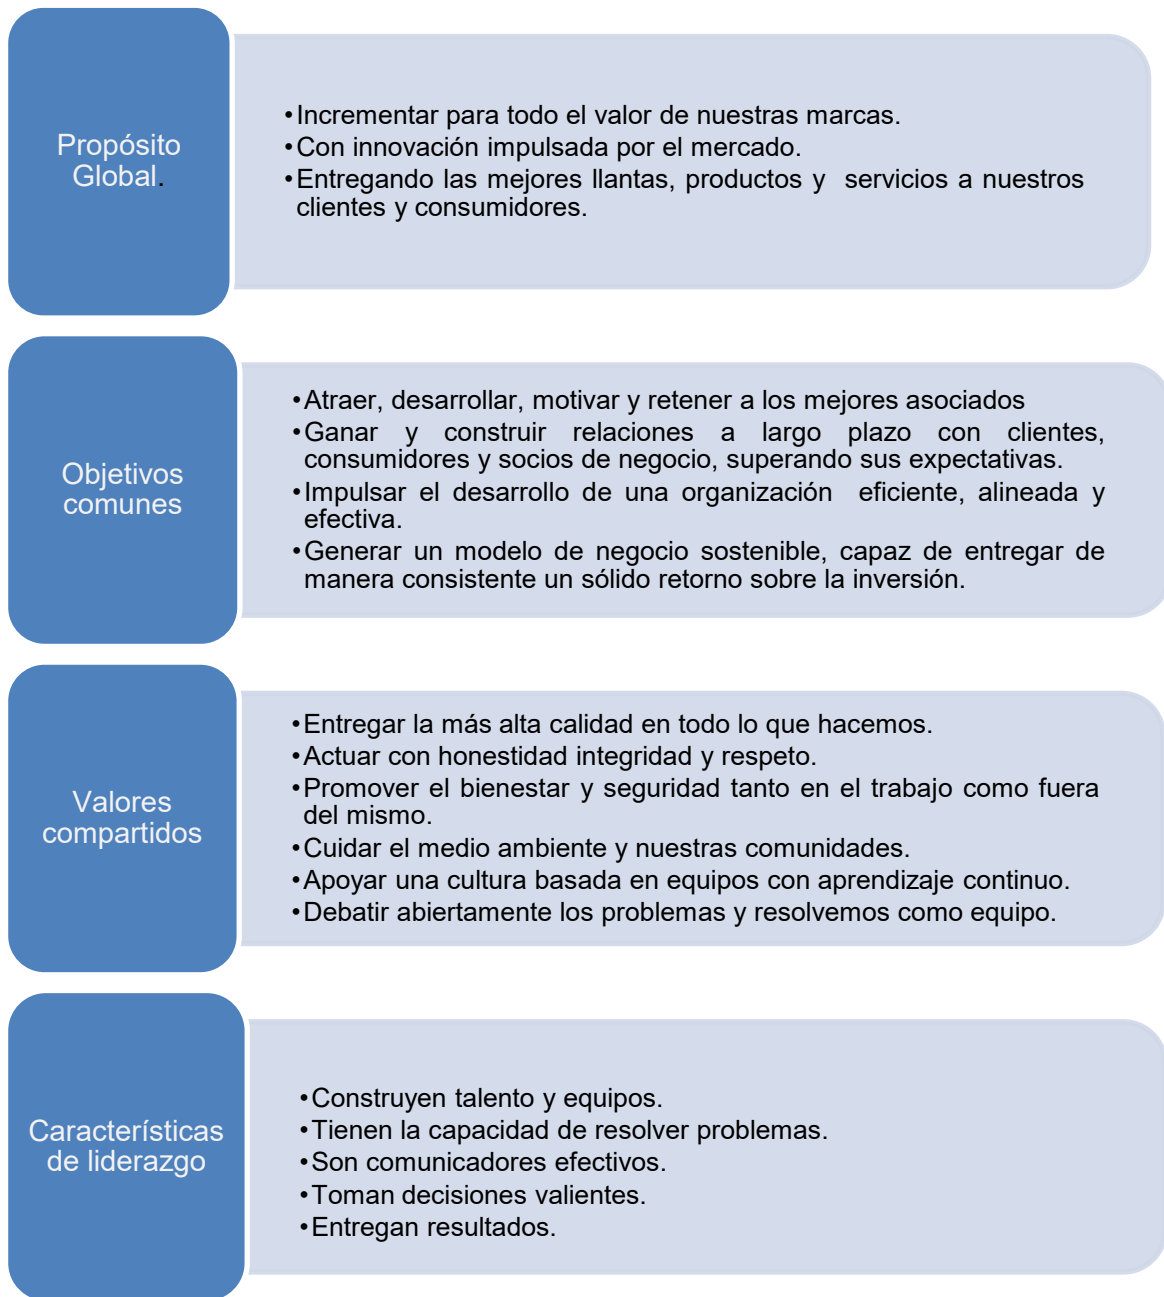 Propósito
Global.
•Incrementar para todo el valor de nuestras marcas.
•Con innovación impulsada por el mercado.
•Entregando las mejores llantas, productos y servicios a nuestros
clientes y consumidores.
Objetivos
comunes
•Atraer, desarrollar, motivar y retener a los mejores asociados
•Ganar y construir relaciones a largo plazo con clientes,
consumidores y socios de negocio, superando sus expectativas.
•Impulsar el desarrollo de una organización eficiente, alineada y
efectiva.
•Generar un modelo de negocio sostenible, capaz de entregar de
manera consistente un sólido retorno sobre la inversión.
Valores
compartidos
•Entregar la más alta calidad en todo lo que hacemos.
•Actuar con honestidad integridad y respeto.
•Promover el bienestar y seguridad tanto en el trabajo como fuera
del mismo.
•Cuidar el medio ambiente y nuestras comunidades.
•Apoyar una cultura basada en equipos con aprendizaje continuo.
•Debatir abiertamente los problemas y resolvemos como equipo.
Características
de liderazgo
•Construyen talento y equipos.
•Tienen la capacidad de resolver problemas.
•Son comunicadores efectivos.
•Toman decisiones valientes.
•Entregan resultados.